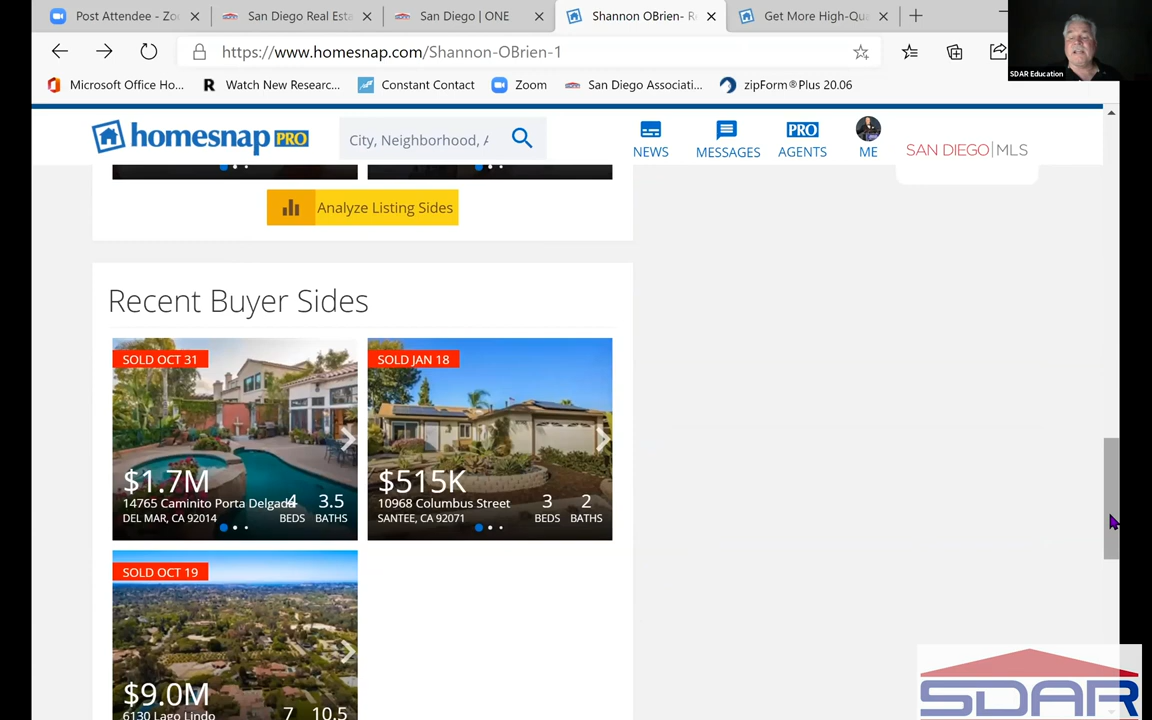 Post Attendee - Zo
San Diego Real Esta
San Diego | ONE
Shannon OBrien- R
Get More High-Qu
https://www.homesnap.com/Shannon-OBrien-1
SDAR Education
Microsoft Office Ho...
Watch New Researc...
Constant Contact
Zoom
San Diego Associati...
zipForm®Plus 20.06
homesnap PRO
City, Neighborhood, A
NEWS
MESSAGES
PRO
AGENTS
ME
SAN DIEGO|MLS
Analyze Listing Sides
Recent Buyer Sides
SOLD OCT 31
$1.7M
14765 Caminito Porta Delgada
DEL MAR, CA 92014
4
BEDS
3.5
BATHS
SOLD JAN 18
$515K
10968 Columbus Street
SANTEE, CA 92071
3
BEDS
2
BATHS
SOLD OCT 19
$9.0M
6130 Lago Lindo
7
10.5
SDAR